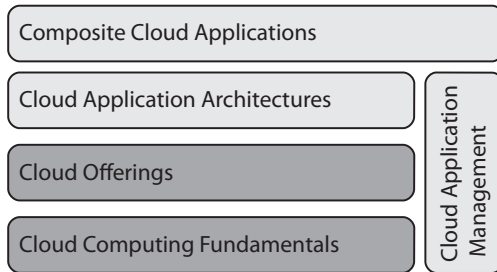 Composite Cloud Applications
Cloud Application Architectures
Cloud Offerings
Cloud Computing Fundamentals
Cloud Application
Management